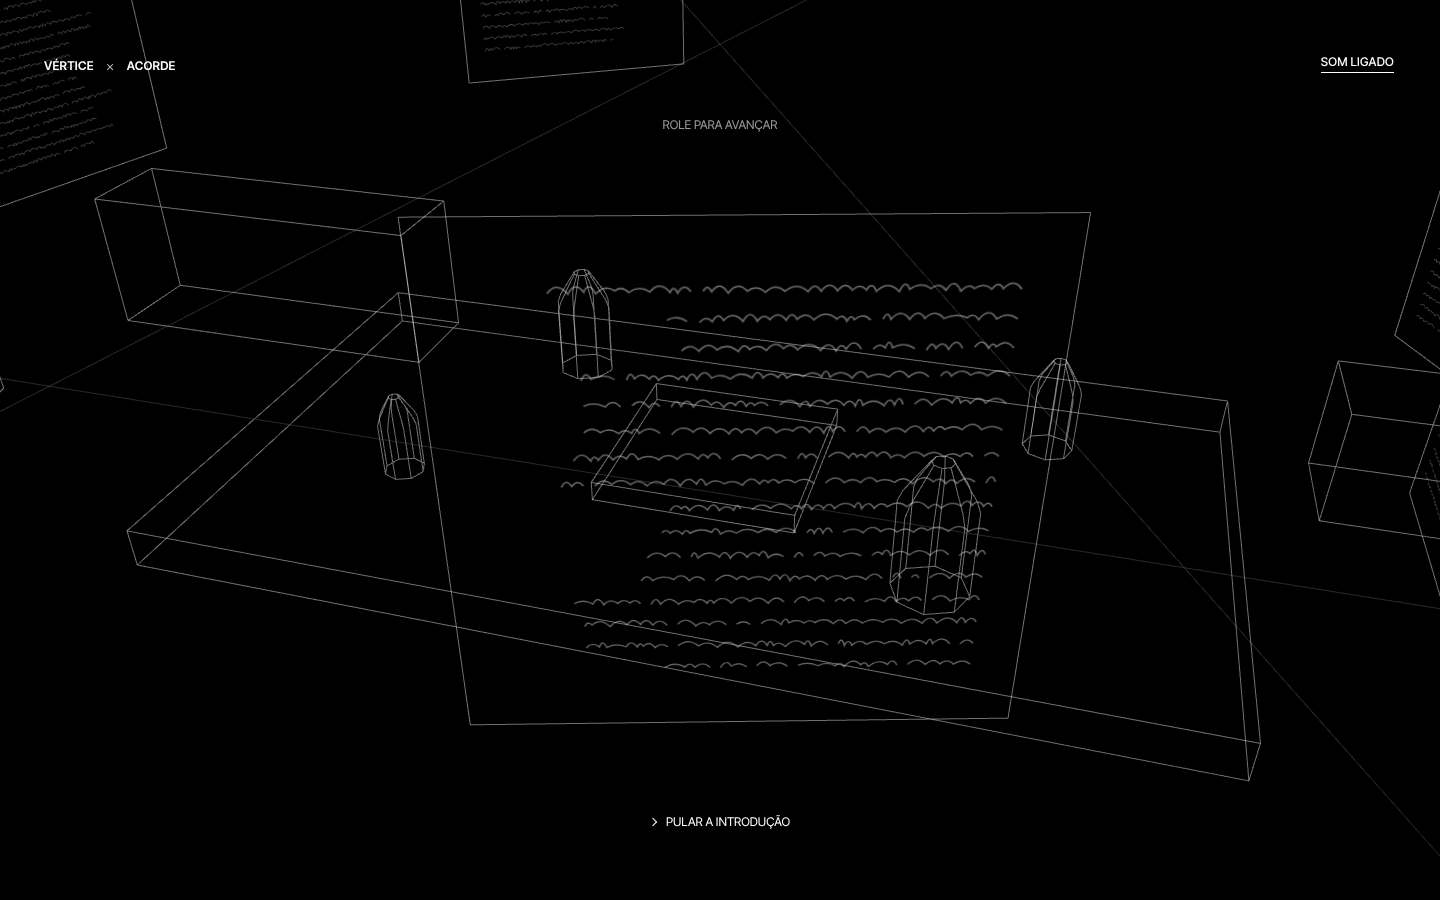 VÉRTICE × ACORDE
SOM LIGADO
ROLE PARA AVANÇAR
PULAR A INTRODUÇÃO